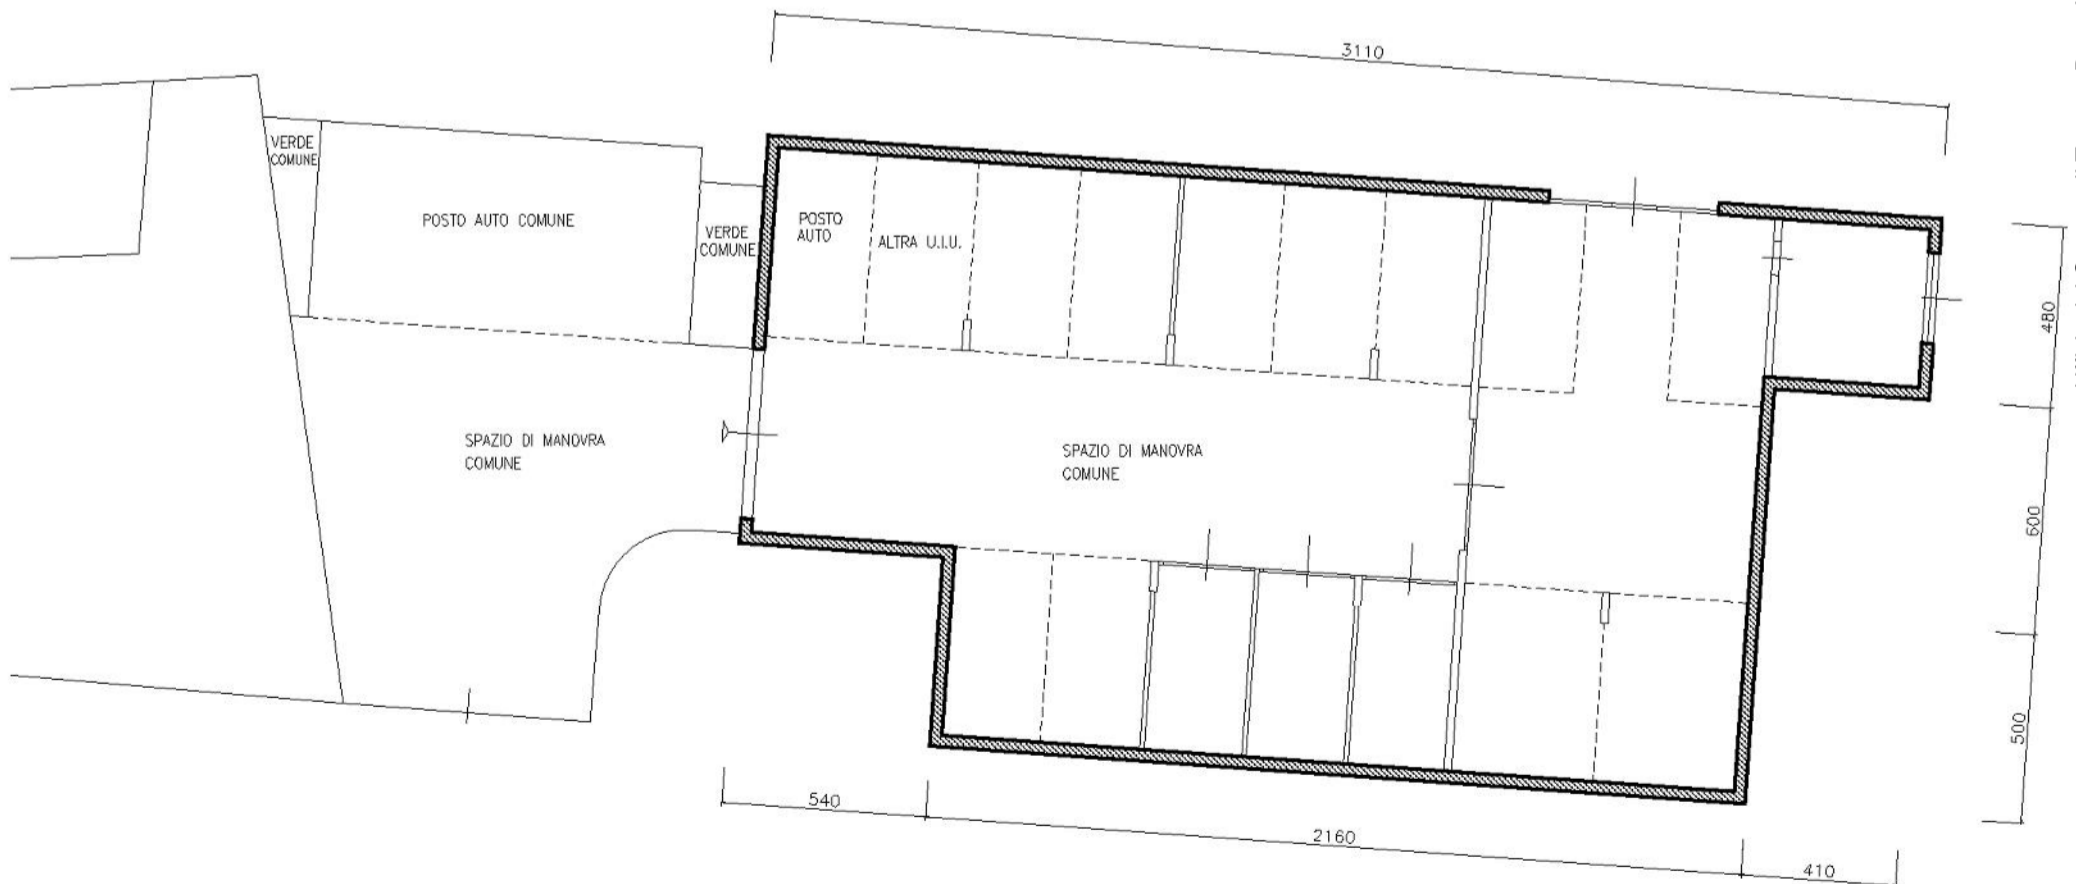 3110
VERDE
COMUNE
POSTO AUTO COMUNE
VERDE
COMUNE
POSTO
AUTO
ALTRA U.I.U.
480
SPAZIO DI MANOVRA
COMUNE
SPAZIO DI MANOVRA
COMUNE
600
500
540
2160
410